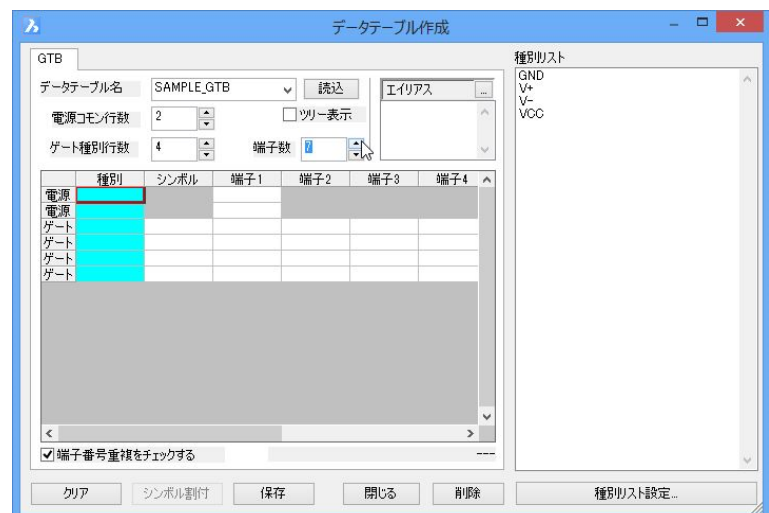 データテーブル作成
GTB
種別リスト
データテーブル名 SAMPLE_GTB 読込 エイリアス ...
電源コモン行数 2 ツリー表示
ゲート種別行数 4 端子数 7
GND
V+
V-
VCC
種別 シンボル 端子1 端子2 端子3 端子4
電源
電源
ゲート
ゲート
ゲート
ゲート
端子番号重複をチェックする ---
クリア シンボル割付 保存 閉じる 削除 種別リスト設定...